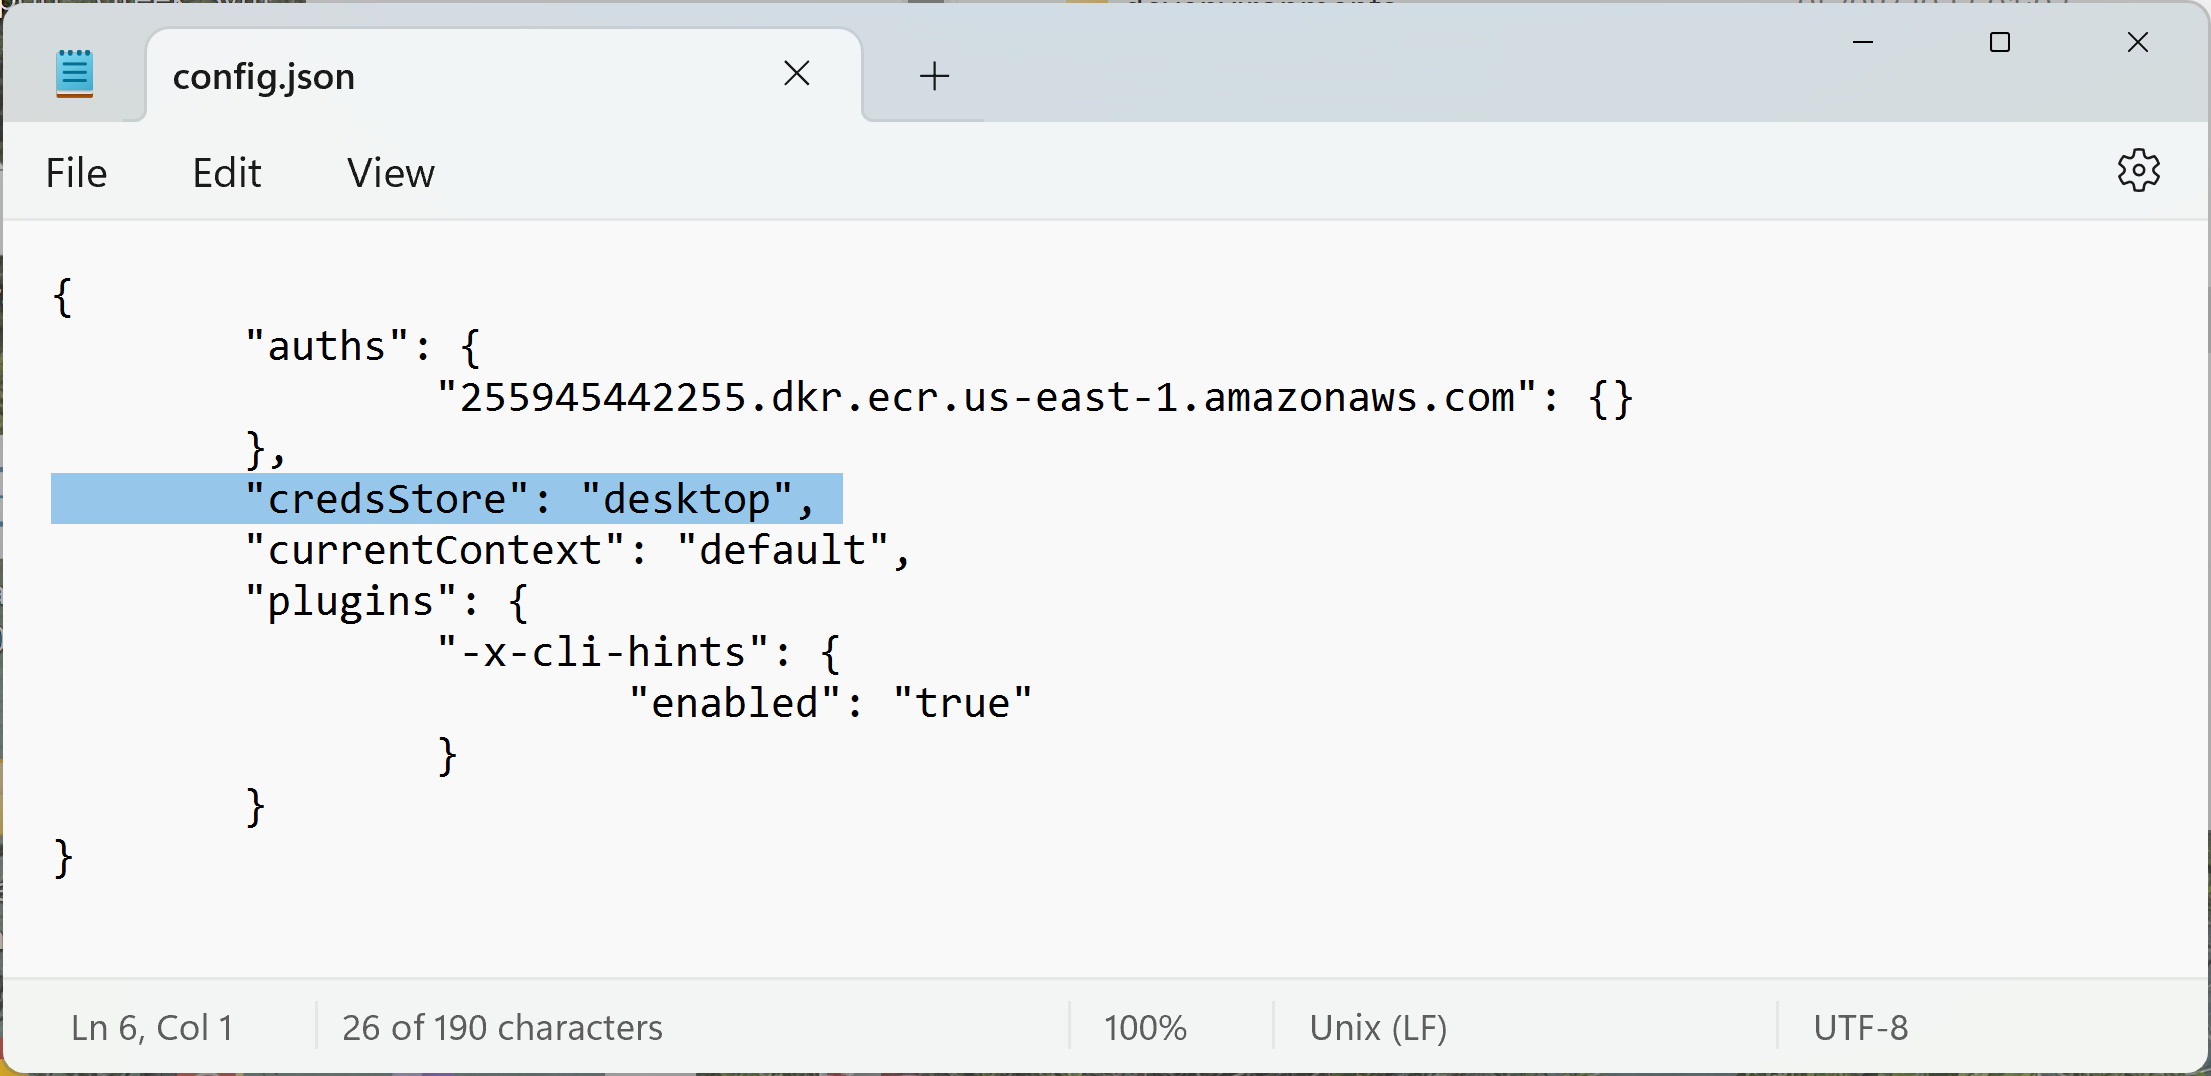 config.json
File Edit View
{
"auths": {
"255945442255.dkr.ecr.us-east-1.amazonaws.com": {}
},
"credsStore": "desktop",
"currentContext": "default",
"plugins": {
"-x-cli-hints": {
"enabled": "true"
}
}
}
Ln 6, Col 1 26 of 190 characters 100% Unix (LF) UTF-8